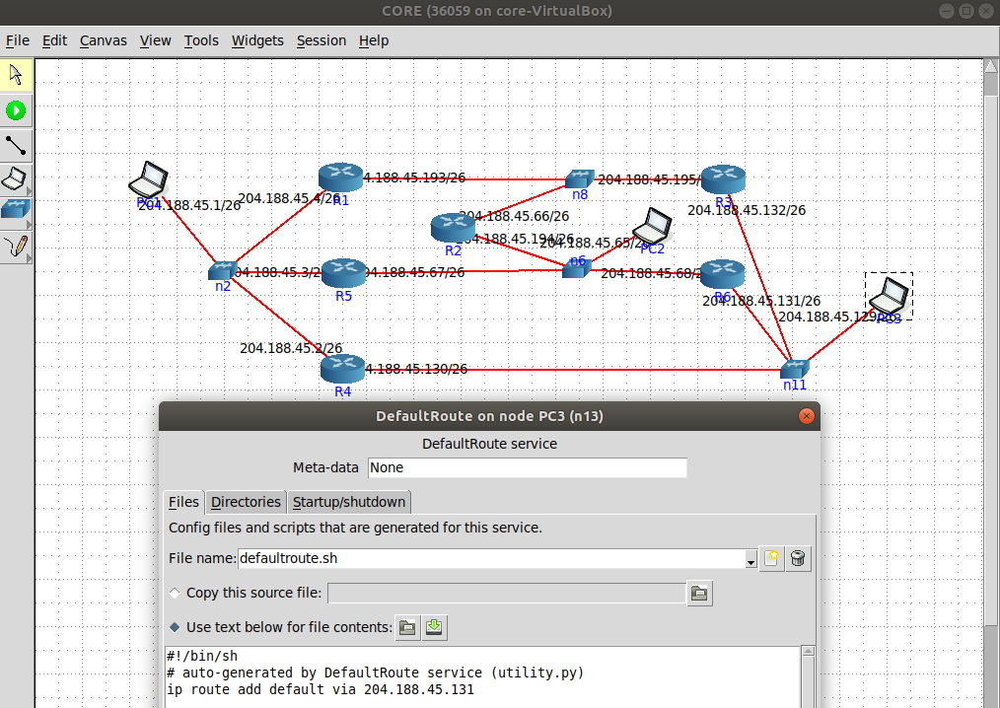 CORE (36059 on core-VirtualBox)
File Edit Canvas View Tools Widgets Session Help
4.188.45.193/26
204.188.45.195/
n8
R1
R3
PC1
204.188.45.1/26
204.188.45.4/26
204.188.45.132/26
204.188.45.66/26
204.188.45.194/26
204.188.45.65/26
R2
PC2
n6
n2
204.188.45.3/2
R5
204.188.45.67/26
204.188.45.68/2
R6
204.188.45.131/26
204.188.45.129/26
PC3
204.188.45.2/26
R4
4.188.45.130/26
n11
DefaultRoute on node PC3 (n13)
DefaultRoute service
Meta-data None
Files Directories Startup/shutdown
Config files and scripts that are generated for this service.
File name: defaultroute.sh
Copy this source file:
Use text below for file contents:
#!/bin/sh
# auto-generated by DefaultRoute service (utility.py)
ip route add default via 204.188.45.131